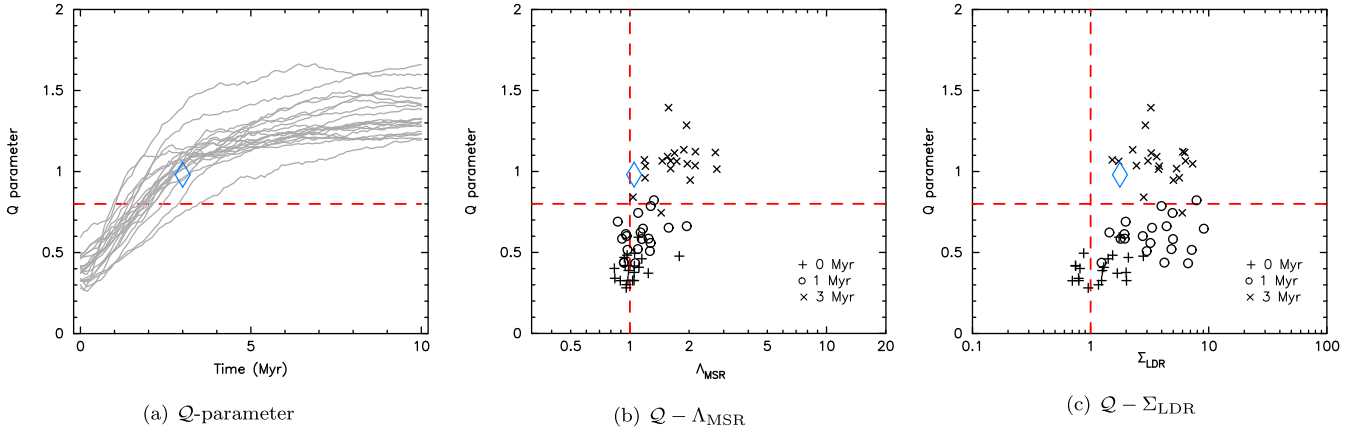 2
1.5
1
0.5
0
Q parameter
0
5
10
Time (Myr)
(a) 𝒬-parameter
2
1.5
1
0.5
0
Q parameter
0.5
1
2
5
10
20
Λ_MSR
+ 0 Myr
○ 1 Myr
× 3 Myr
(b) 𝒬 − Λ_MSR
2
1.5
1
0.5
0
Q parameter
0.1
1
10
100
Σ_LDR
+ 0 Myr
○ 1 Myr
× 3 Myr
(c) 𝒬 − Σ_LDR